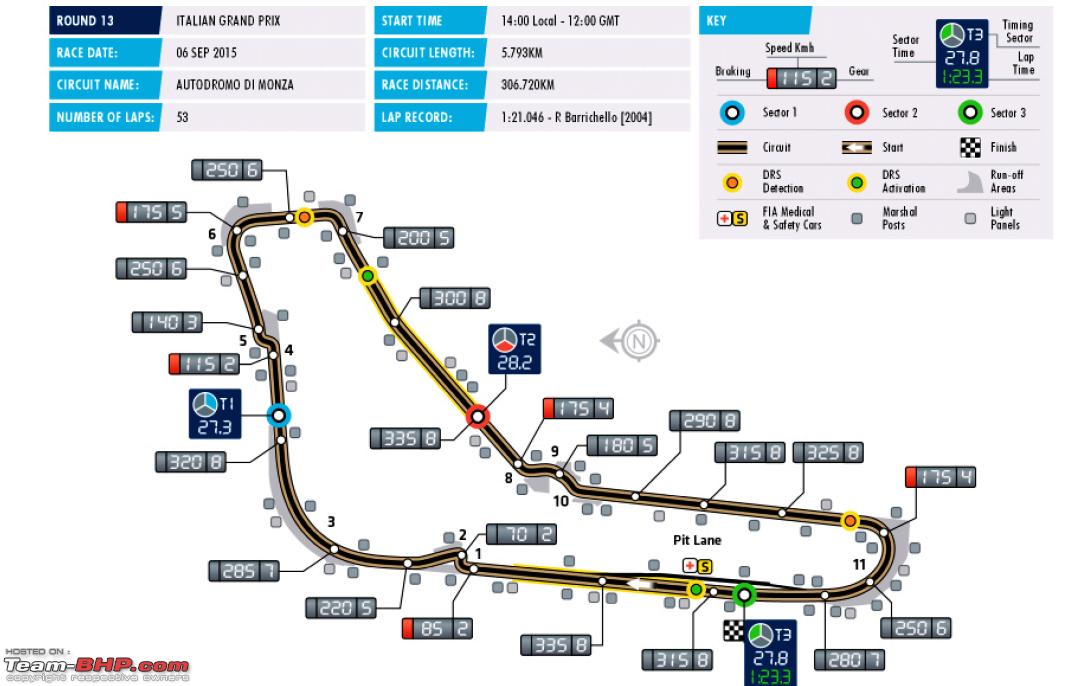 ROUND 13 ITALIAN GRAND PRIX
RACE DATE: 06 SEP 2015
CIRCUIT NAME: AUTODROMO DI MONZA
NUMBER OF LAPS: 53
START TIME 14:00 Local - 12:00 GMT
CIRCUIT LENGTH: 5.793KM
RACE DISTANCE: 306.720KM
LAP RECORD: 1:21.046 - R Barrichello [2004]
KEY
Speed Kmh
Braking 115 2 Gear
Sector Time
T3
27.8
1:23.3
Timing Sector
Lap Time
Sector 1 Sector 2 Sector 3
Circuit Start Finish
DRS Detection
DRS Activation
Run-off Areas
+ S FIA Medical & Safety Cars
Marshal Posts
Light Panels
250 6
175 5
6
7
200 5
250 6
300 8
140 3
5
4
N
T2
28.2
115 2
T1
27.3
175 4
290 8
335 8
9
180 5
315 8
325 8
320 8
8
10
175 4
3
2
70 2
Pit Lane
1
11
285 7
+ S
220 5
85 2
335 8
315 8
T3
27.8
1:23.3
280 7
250 6
HOSTED ON :
Team-BHP.com
copyright respective owners